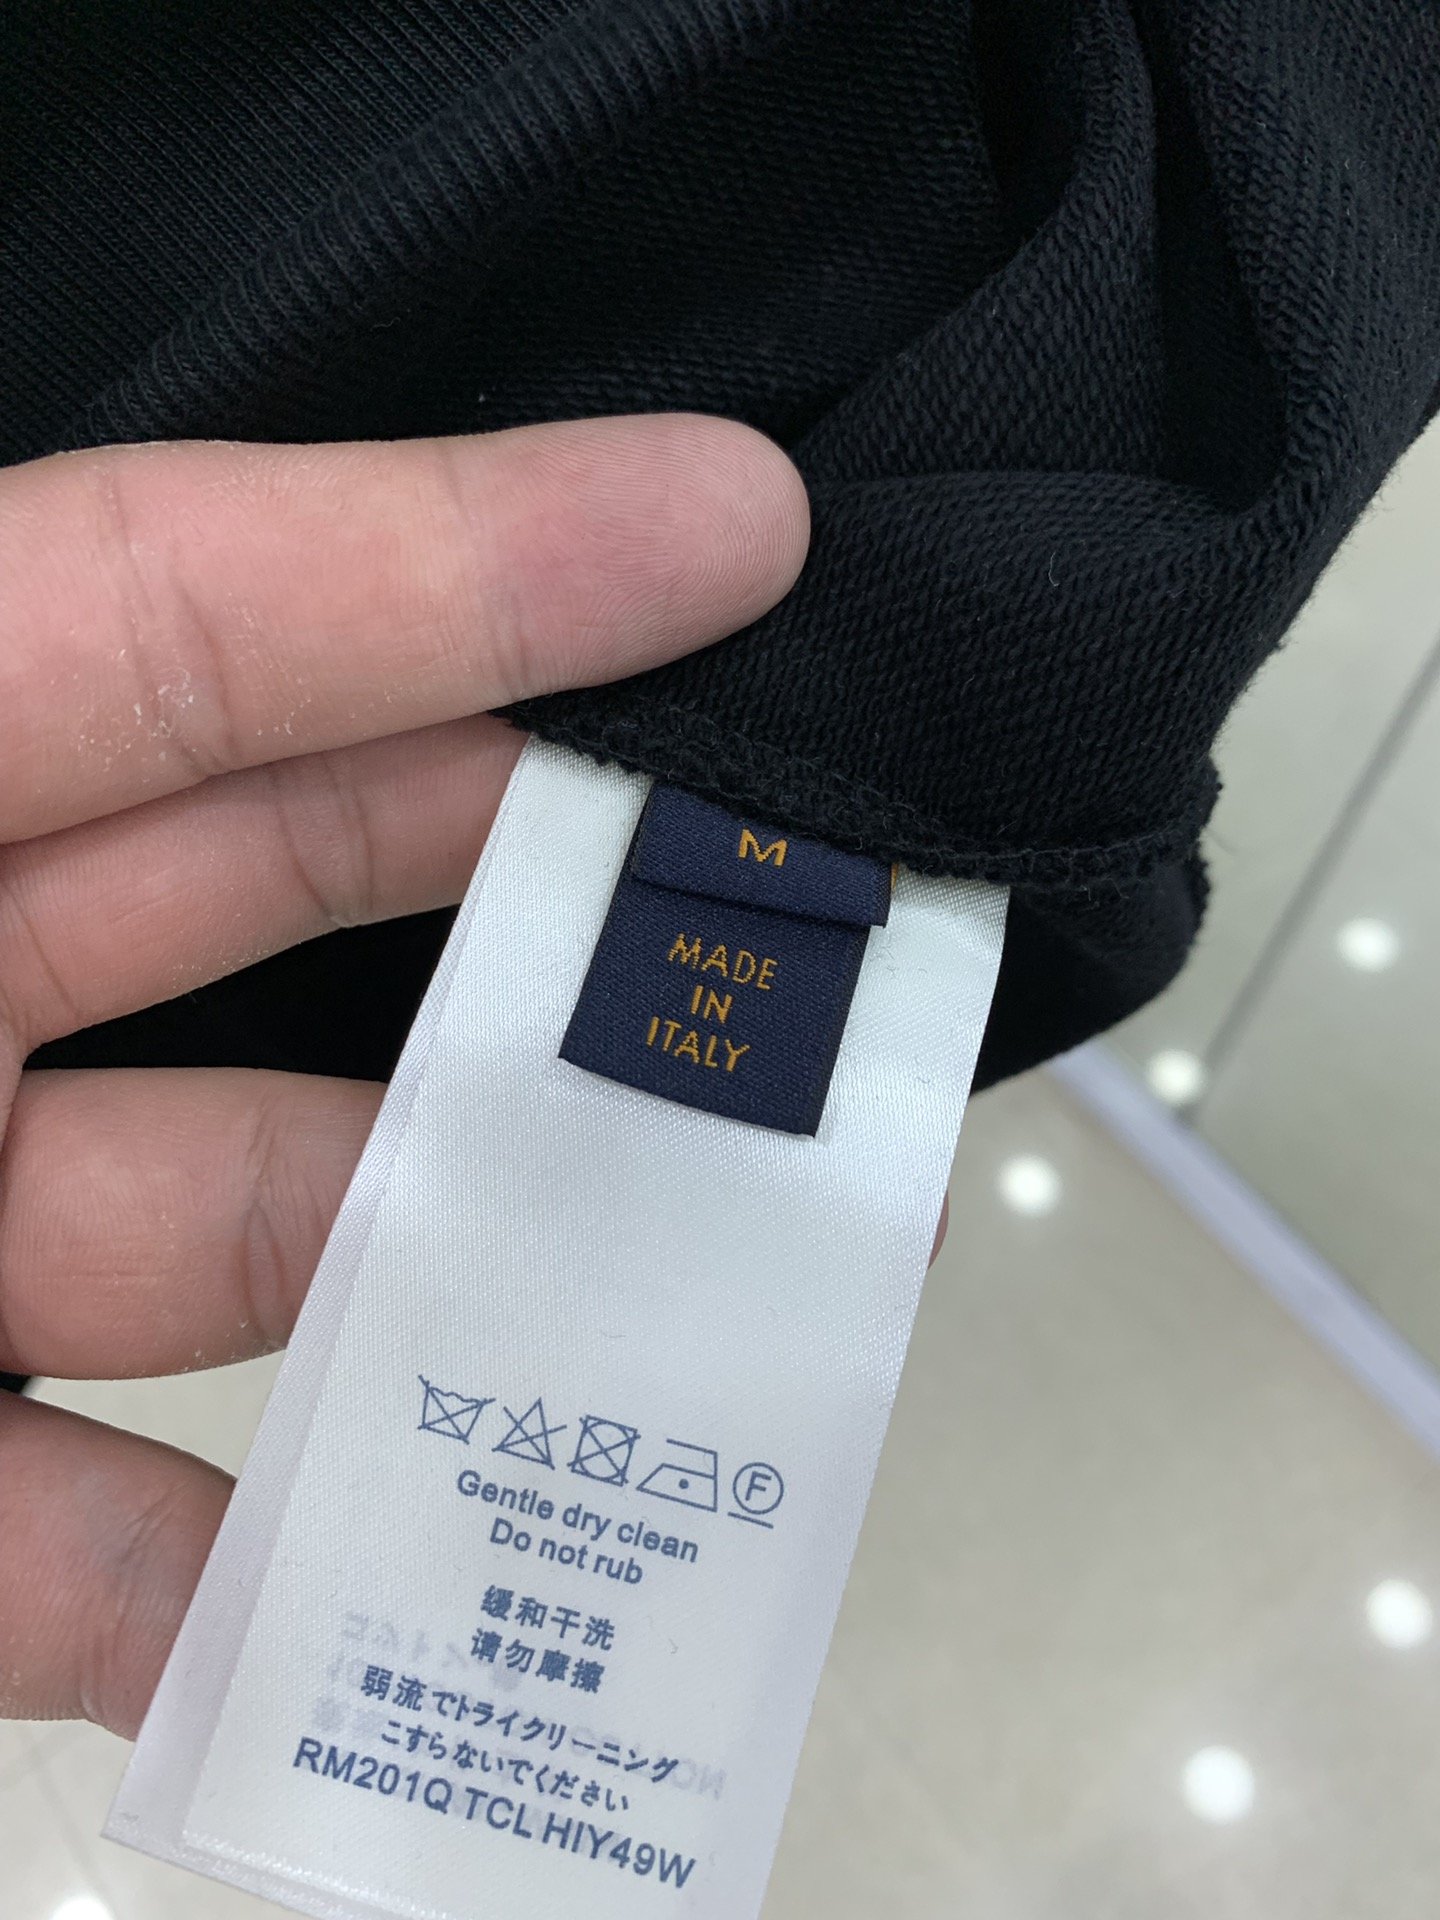 M
MADE
IN
ITALY
F
Gentle dry clean
Do not rub
缓和干洗
请勿摩擦
弱流でトライクリーニング
こすらないでください
RM201Q TCL HIY49W